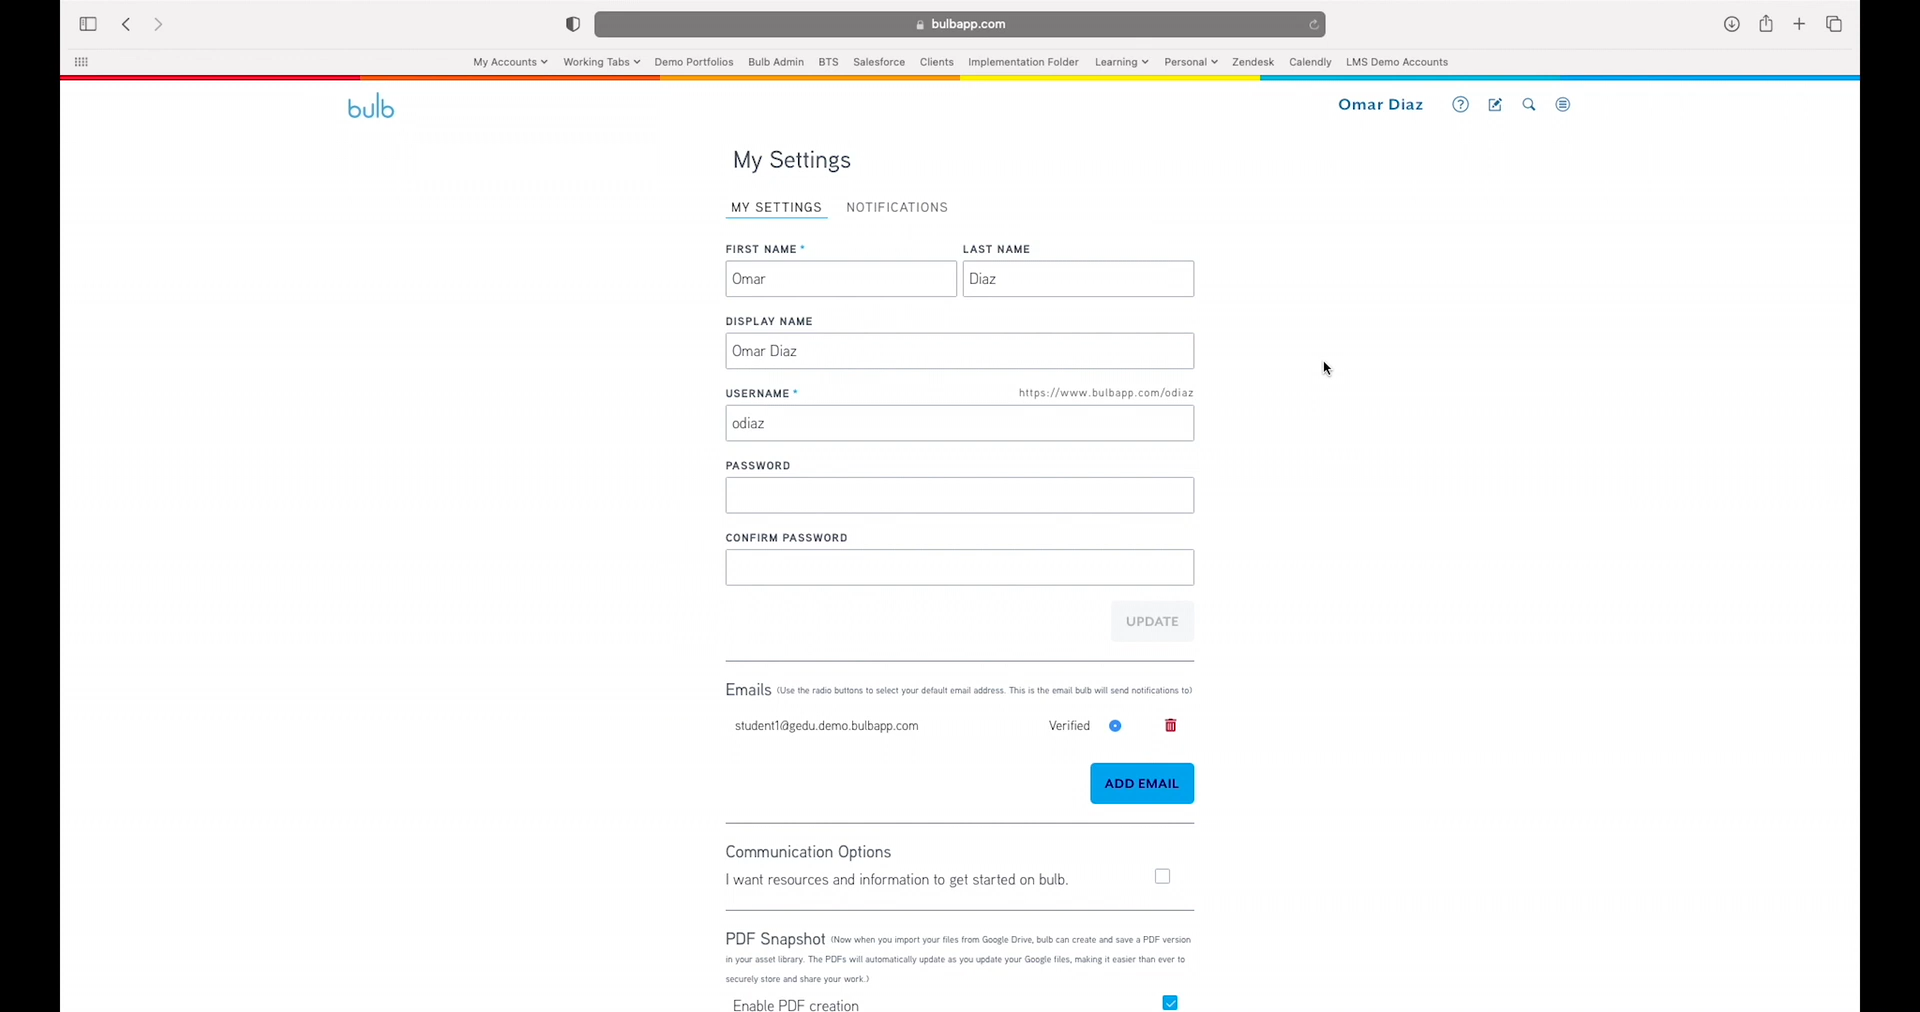 bulbapp.com
My Accounts Working Tabs Demo Portfolios Bulb Admin BTS Salesforce Clients Implementation Folder Learning Personal Zendesk Calendly LMS Demo Accounts
bulb Omar Diaz ?
My Settings
MY SETTINGS NOTIFICATIONS
FIRST NAME * LAST NAME
Omar Diaz
DISPLAY NAME
Omar Diaz
USERNAME * https://www.bulbapp.com/odiaz
odiaz
PASSWORD
CONFIRM PASSWORD
UPDATE
Emails (Use the radio buttons to select your default email address. This is the email bulb will send notifications to)
student1@gedu.demo.bulbapp.com Verified
ADD EMAIL
Communication Options
I want resources and information to get started on bulb.
PDF Snapshot (Now when you import your files from Google Drive, bulb can create and save a PDF version
in your asset library. The PDFs will automatically update as you update your Google files, making it easier than ever to
securely store and share your work.)
Enable PDF creation